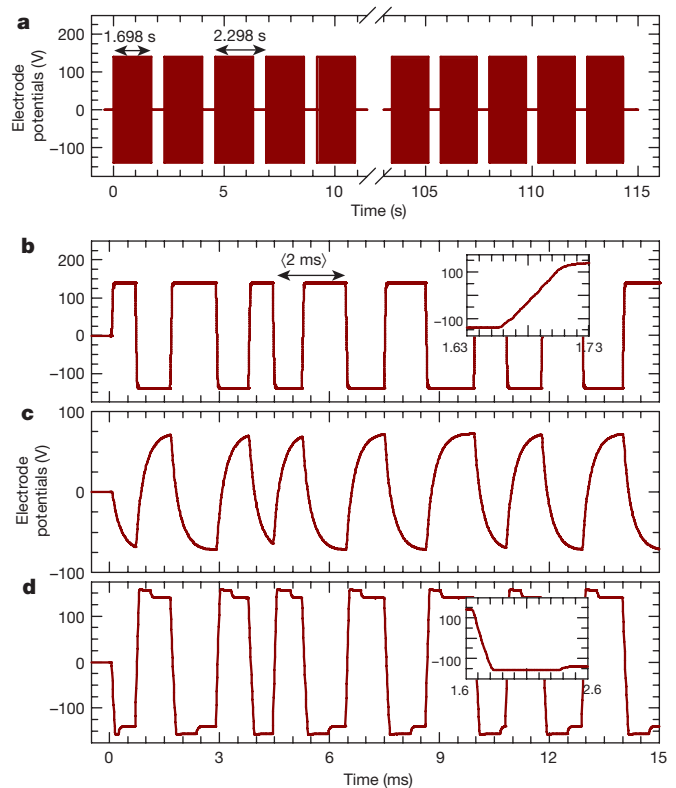 a
200
100
0
−100
Electrode
potentials (V)
1.698 s
2.298 s
0
5
10
105
110
115
Time (s)
b
200
100
0
−100
⟨2 ms⟩
100
−100
1.63
1.73
c
100
0
−100
Electrode
potentials (V)
d
100
0
−100
100
−100
1.6
2.6
0
3
6
9
12
15
Time (ms)